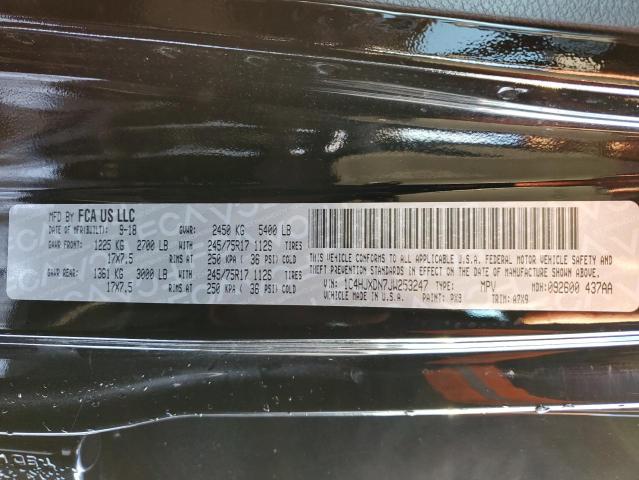 MFD BY FCA US LLC
DATE OF MFR(BUILT): 9-18 GVWR: 2450 KG 5400 LB
GAWR FRONT: 1225 KG 2700 LB WITH 245/75R17 112S TIRES
17X7.5 RIMS AT 250 KPA ( 36 PSI) COLD
GAWR REAR: 1361 KG 3000 LB WITH 245/75R17 112S TIRES
17X7.5 RIMS AT 250 KPA ( 36 PSI) COLD
THIS VEHICLE CONFORMS TO ALL APPLICABLE U.S.A. FEDERAL MOTOR VEHICLE SAFETY AND
THEFT PREVENTION STANDARDS IN EFFECT ON THE DATE OF MANUFACTURE SHOWN ABOVE.
VIN: 1C4HJXDN7JW253247 TYPE: MPV MDH: 092600 437AA
VEHICLE MADE IN U.S.A. PAINT: PX9 TRIM: A7X9